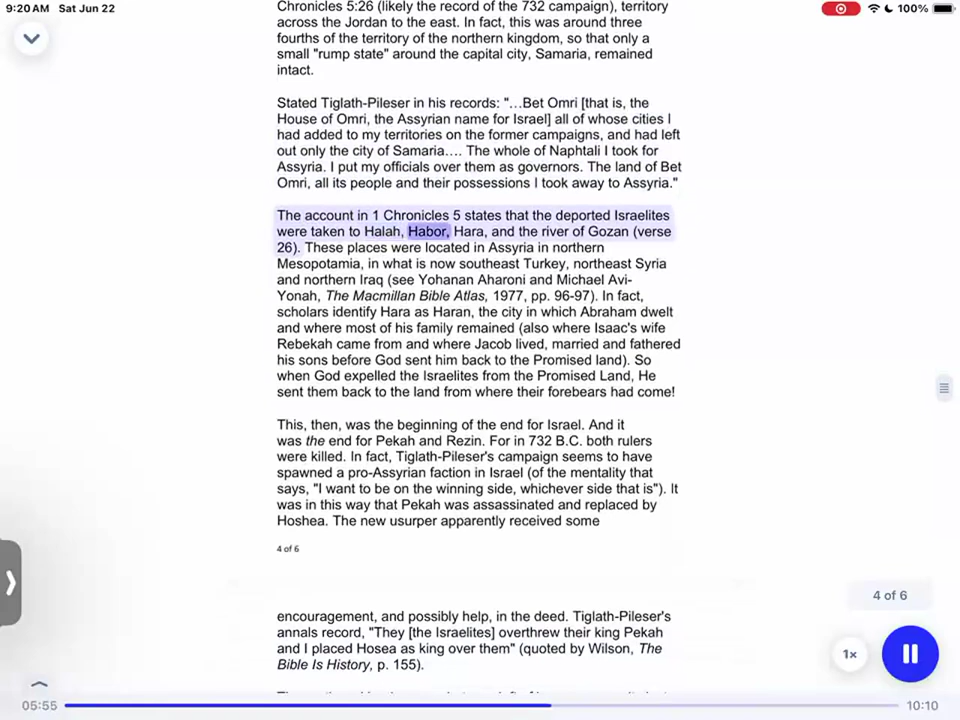 9:20 AM Sat Jun 22
100%
Chronicles 5:26 (likely the record of the 732 campaign), territory
across the Jordan to the east. In fact, this was around three
fourths of the territory of the northern kingdom, so that only a
small "rump state" around the capital city, Samaria, remained
intact.
Stated Tiglath-Pileser in his records: "…Bet Omri [that is, the
House of Omri, the Assyrian name for Israel] all of whose cities I
had added to my territories on the former campaigns, and had left
out only the city of Samaria…. The whole of Naphtali I took for
Assyria. I put my officials over them as governors. The land of Bet
Omri, all its people and their possessions I took away to Assyria."
The account in 1 Chronicles 5 states that the deported Israelites
were taken to Halah, Habor, Hara, and the river of Gozan (verse
26). These places were located in Assyria in northern
Mesopotamia, in what is now southeast Turkey, northeast Syria
and northern Iraq (see Yohanan Aharoni and Michael Avi-
Yonah, The Macmillan Bible Atlas, 1977, pp. 96-97). In fact,
scholars identify Hara as Haran, the city in which Abraham dwelt
and where most of his family remained (also where Isaac's wife
Rebekah came from and where Jacob lived, married and fathered
his sons before God sent him back to the Promised land). So
when God expelled the Israelites from the Promised Land, He
sent them back to the land from where their forebears had come!
This, then, was the beginning of the end for Israel. And it
was the end for Pekah and Rezin. For in 732 B.C. both rulers
were killed. In fact, Tiglath-Pileser's campaign seems to have
spawned a pro-Assyrian faction in Israel (of the mentality that
says, "I want to be on the winning side, whichever side that is"). It
was in this way that Pekah was assassinated and replaced by
Hoshea. The new usurper apparently received some
4 of 6
4 of 6
encouragement, and possibly help, in the deed. Tiglath-Pileser's
annals record, "They [the Israelites] overthrew their king Pekah
and I placed Hosea as king over them" (quoted by Wilson, The
Bible Is History, p. 155).
1×
05:55
10:10